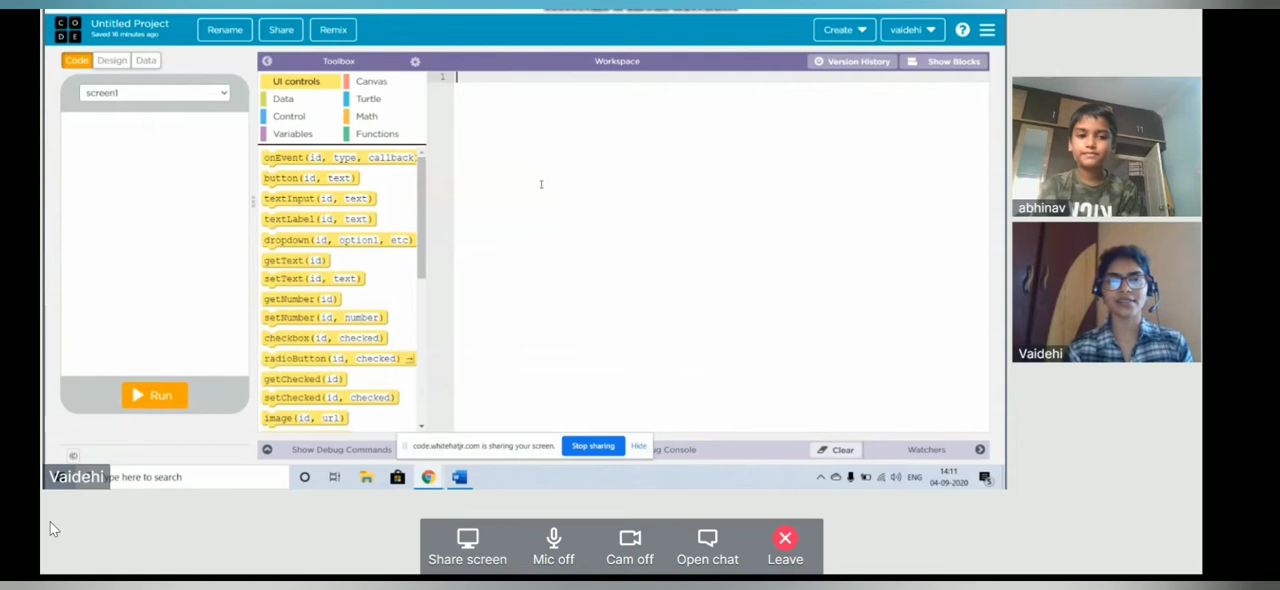 C O
D E
Untitled Project
Saved 16 minutes ago
Rename
Share
Remix
Create
vaidehi
?
Code
Design
Data
Toolbox
Workspace
Version History
Show Blocks
screen1
UI controls
Canvas
Data
Turtle
Control
Math
Variables
Functions
1
onEvent(id, type, callback
button(id, text)
textInput(id, text)
textLabel(id, text)
dropdown(id, option1, etc)
getText(id)
setText(id, text)
getNumber(id)
setNumber(id, number)
checkbox(id, checked)
radioButton(id, checked)
getChecked(id)
setChecked(id, checked)
image(id, url)
Run
Show Debug Commands
code.whitehatjr.com is sharing your screen.
Stop sharing
Hide
ug Console
Clear
Watchers
Vaidehi
ype here to search
ENG
14:11
04-09-2020
abhinav
Vaidehi
Share screen
Mic off
Cam off
Open chat
Leave